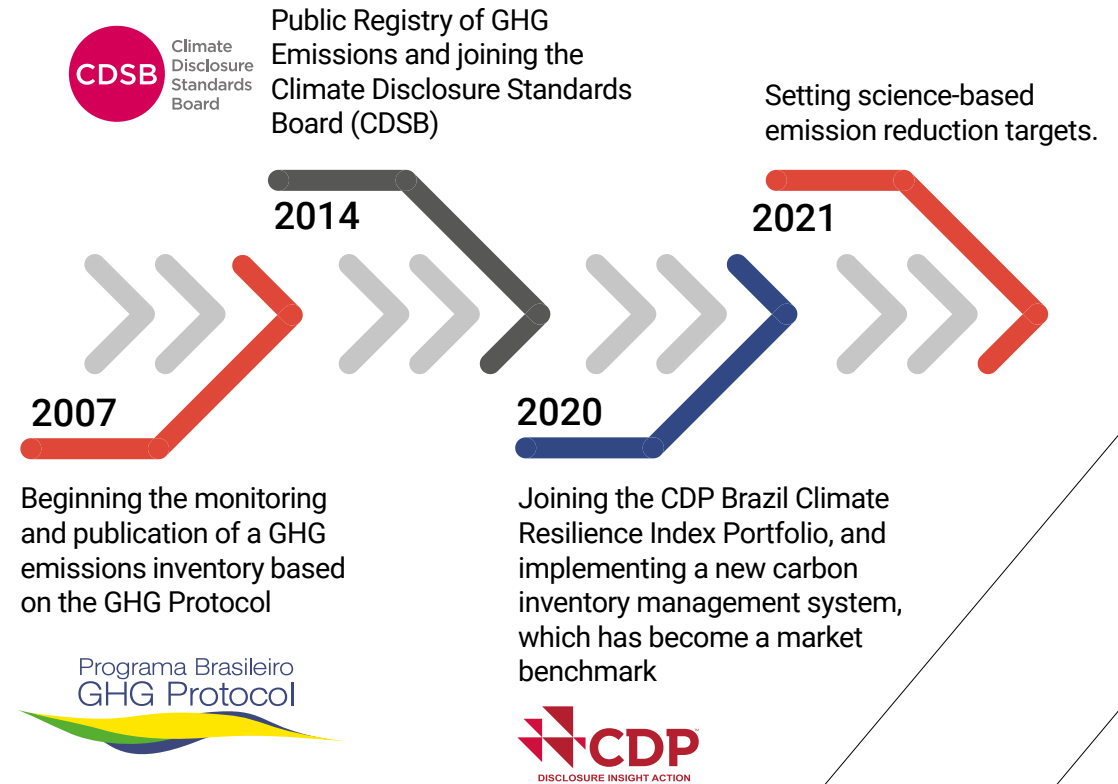 CDSB
Climate
Disclosure
Standards
Board
Public Registry of GHG
Emissions and joining the
Climate Disclosure Standards
Board (CDSB)
2014
Setting science-based
emission reduction targets.
2021
2007
Beginning the monitoring
and publication of a GHG
emissions inventory based
on the GHG Protocol
Programa Brasileiro
GHG Protocol
2020
Joining the CDP Brazil Climate
Resilience Index Portfolio, and
implementing a new carbon
inventory management system,
which has become a market
benchmark
CDP
DISCLOSURE INSIGHT ACTION